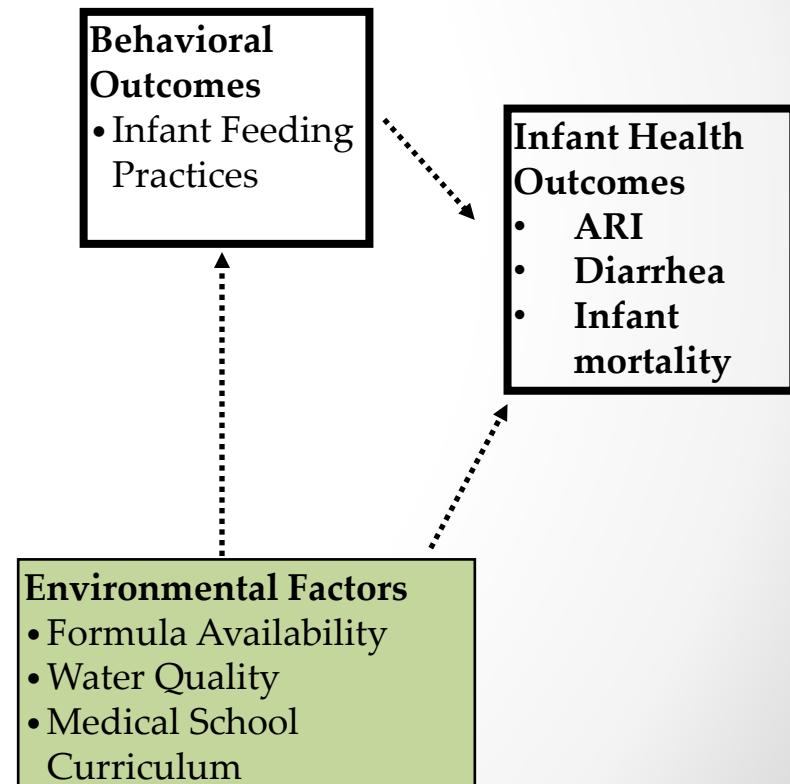 Behavioral
Outcomes
• Infant Feeding
Practices
Infant Health
Outcomes
• ARI
• Diarrhea
• Infant
mortality
Environmental Factors
• Formula Availability
• Water Quality
• Medical School
Curriculum